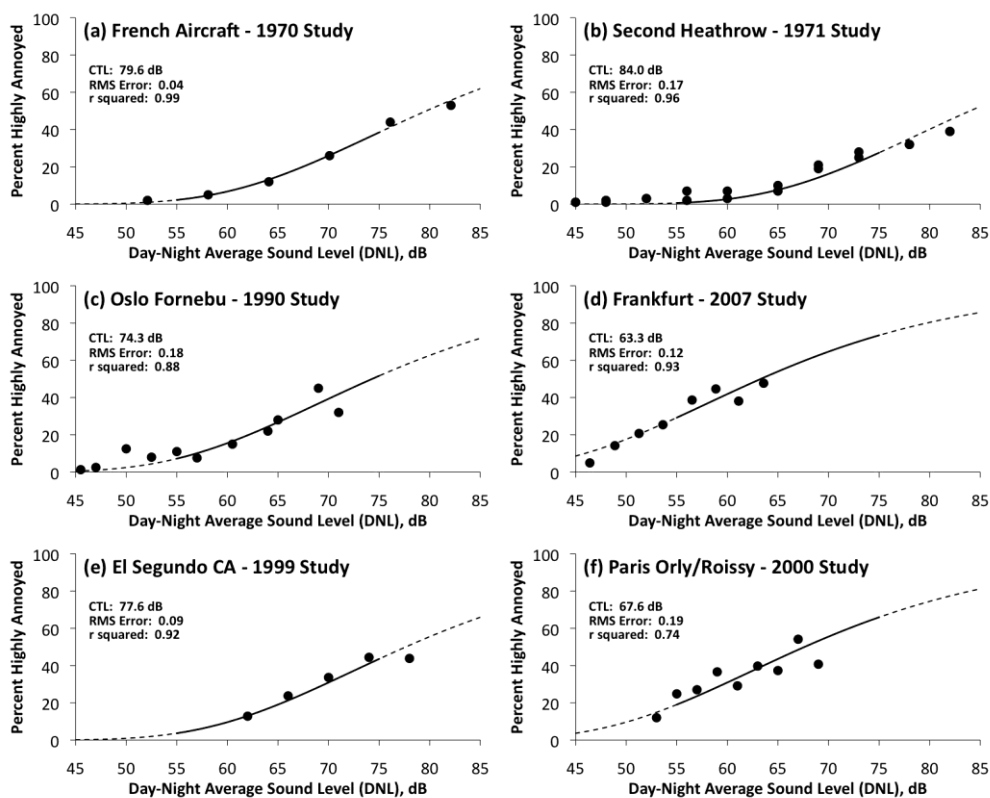 (a) French Aircraft - 1970 Study
CTL: 79.6 dB
RMS Error: 0.04
r squared: 0.99
Percent Highly Annoyed
100
80
60
40
20
0
45 50 55 60 65 70 75 80 85
Day-Night Average Sound Level (DNL), dB
(b) Second Heathrow - 1971 Study
CTL: 84.0 dB
RMS Error: 0.17
r squared: 0.96
Percent Highly Annoyed
100
80
60
40
20
0
45 50 55 60 65 70 75 80 85
Day-Night Average Sound Level (DNL), dB
(c) Oslo Fornebu - 1990 Study
CTL: 74.3 dB
RMS Error: 0.18
r squared: 0.88
Percent Highly Annoyed
100
80
60
40
20
0
45 50 55 60 65 70 75 80 85
Day-Night Average Sound Level (DNL), dB
(d) Frankfurt - 2007 Study
CTL: 63.3 dB
RMS Error: 0.12
r squared: 0.93
Percent Highly Annoyed
100
80
60
40
20
0
45 50 55 60 65 70 75 80 85
Day-Night Average Sound Level (DNL), dB
(e) El Segundo CA - 1999 Study
CTL: 77.6 dB
RMS Error: 0.09
r squared: 0.92
Percent Highly Annoyed
100
80
60
40
20
0
45 50 55 60 65 70 75 80 85
Day-Night Average Sound Level (DNL), dB
(f) Paris Orly/Roissy - 2000 Study
CTL: 67.6 dB
RMS Error: 0.19
r squared: 0.74
Percent Highly Annoyed
100
80
60
40
20
0
45 50 55 60 65 70 75 80 85
Day-Night Average Sound Level (DNL), dB